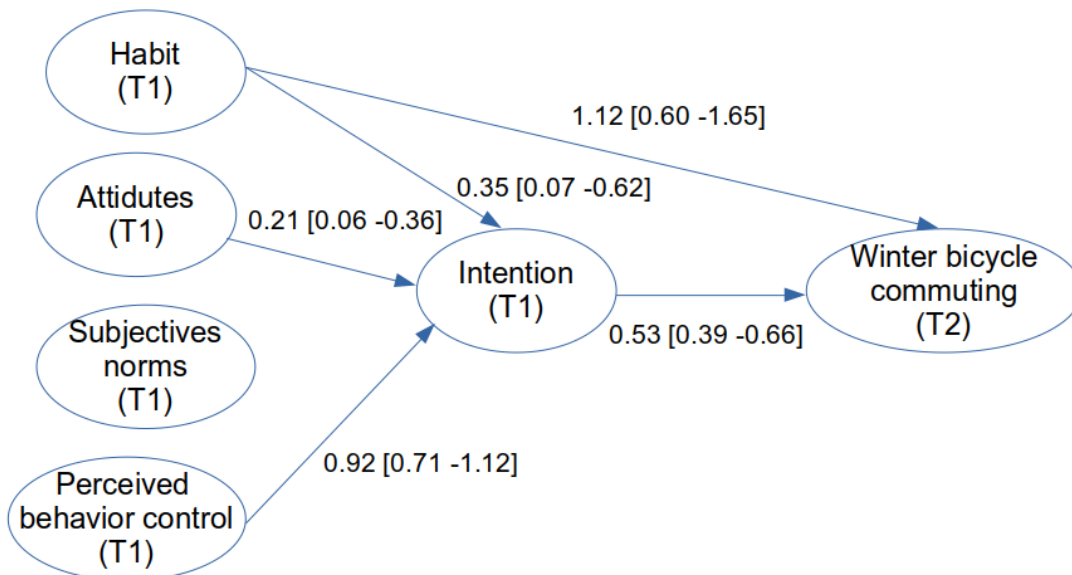 Habit
(T1)
1.12 [0.60 -1.65]
0.35 [0.07 -0.62]
Attidutes
(T1)
0.21 [0.06 -0.36]
Intention
(T1)
Winter bicycle
commuting
(T2)
0.53 [0.39 -0.66]
Subjectives
norms
(T1)
0.92 [0.71 -1.12]
Perceived
behavior control
(T1)